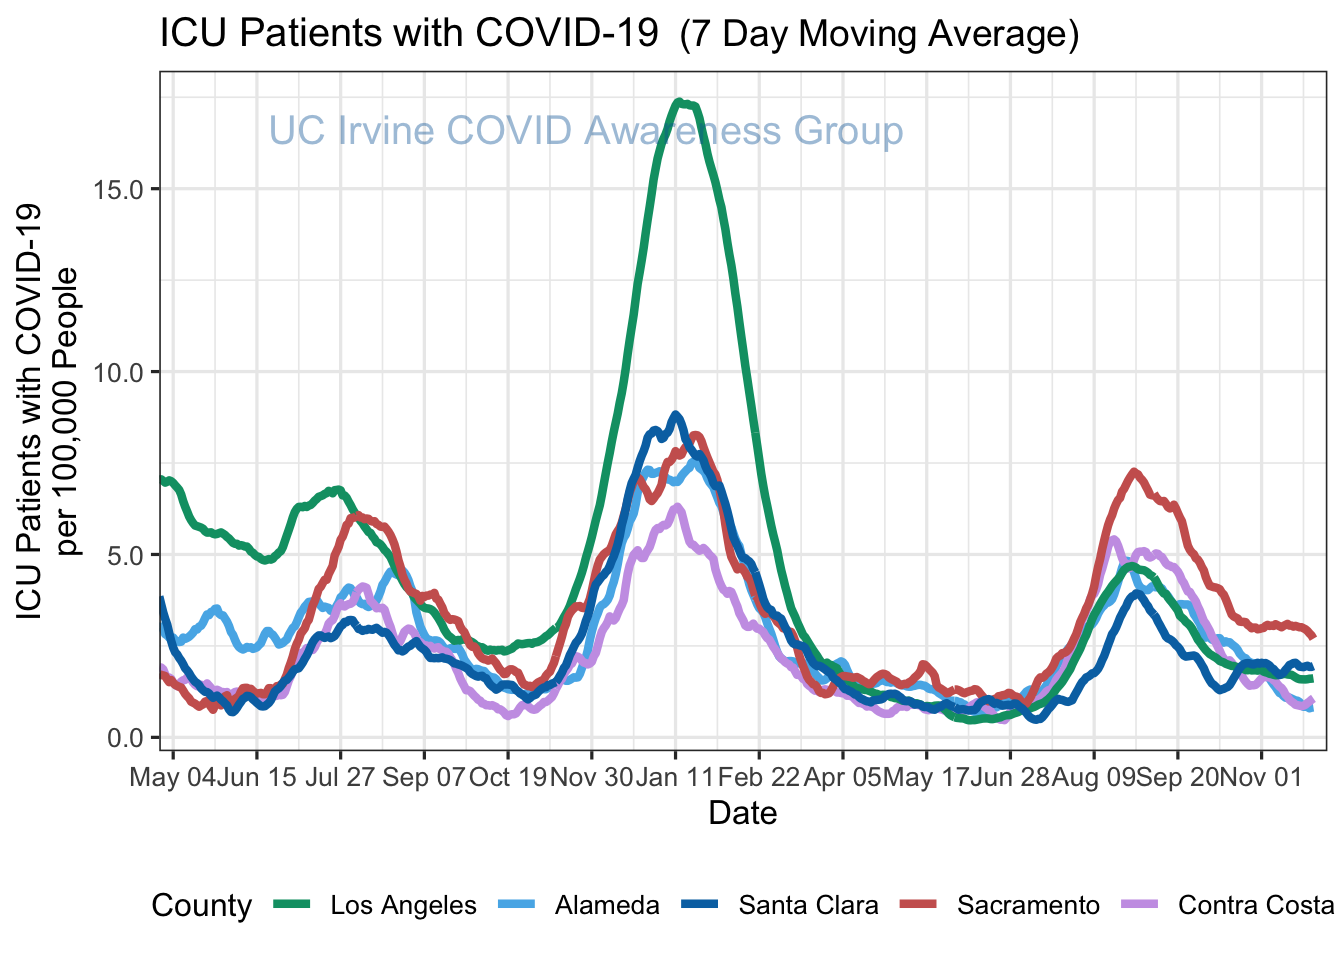 ICU Patients with COVID-19 (7 Day Moving Average)
UC Irvine COVID Awareness Group
ICU Patients with COVID-19
per 100,000 People
15.0
10.0
5.0
0.0
May 04 Jun 15 Jul 27 Sep 07 Oct 19 Nov 30 Jan 11 Feb 22 Apr 05 May 17 Jun 28 Aug 09 Sep 20 Nov 01
Date
County Los Angeles Alameda Santa Clara Sacramento Contra Costa